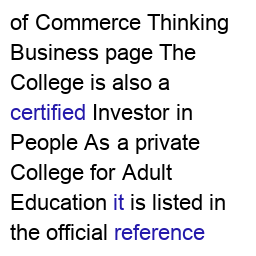 of Commerce Thinking
Business page The
College is also a
certified Investor in
People As a private
College for Adult
Education it is listed in
the official reference